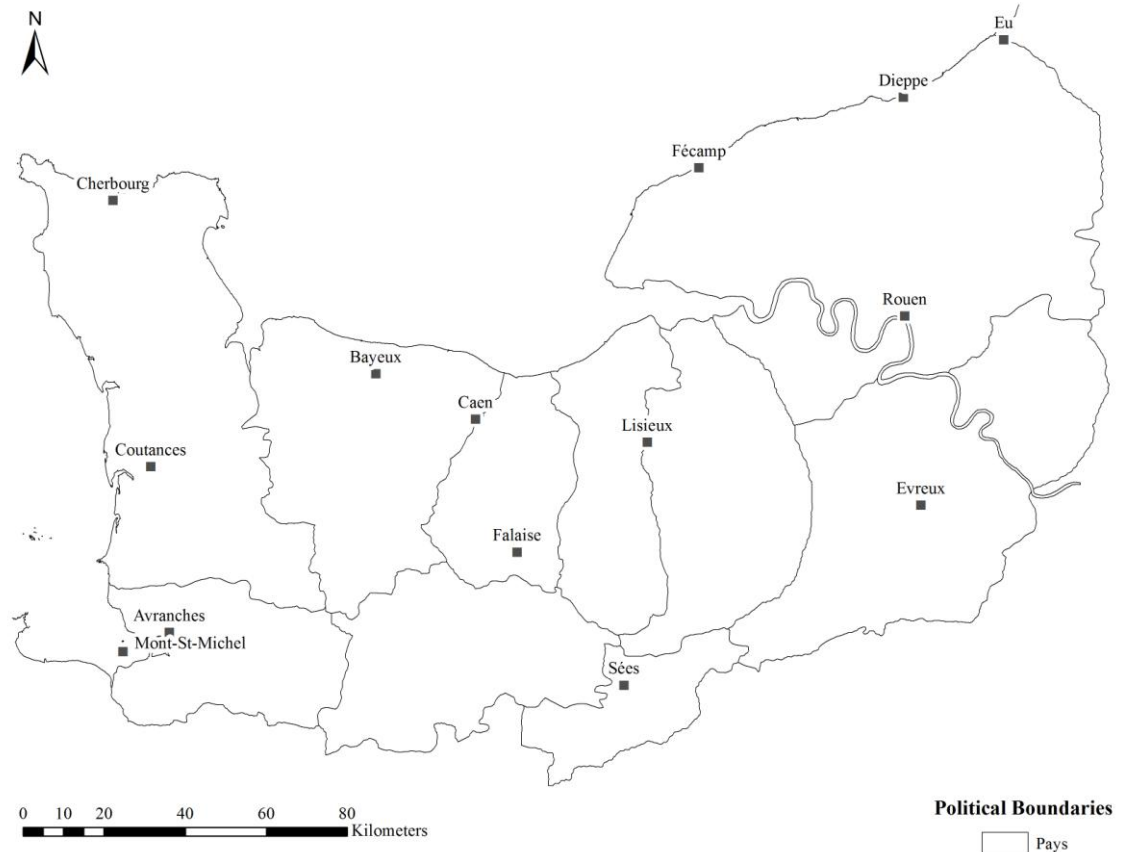 N
Eu
Dieppe
Fécamp
Cherbourg
Rouen
Bayeux
Caen
Lisieux
Coutances
Evreux
Falaise
Avranches
Mont-St-Michel
Sées
0 10 20 40 60 80
Kilometers
Political Boundaries
Pays